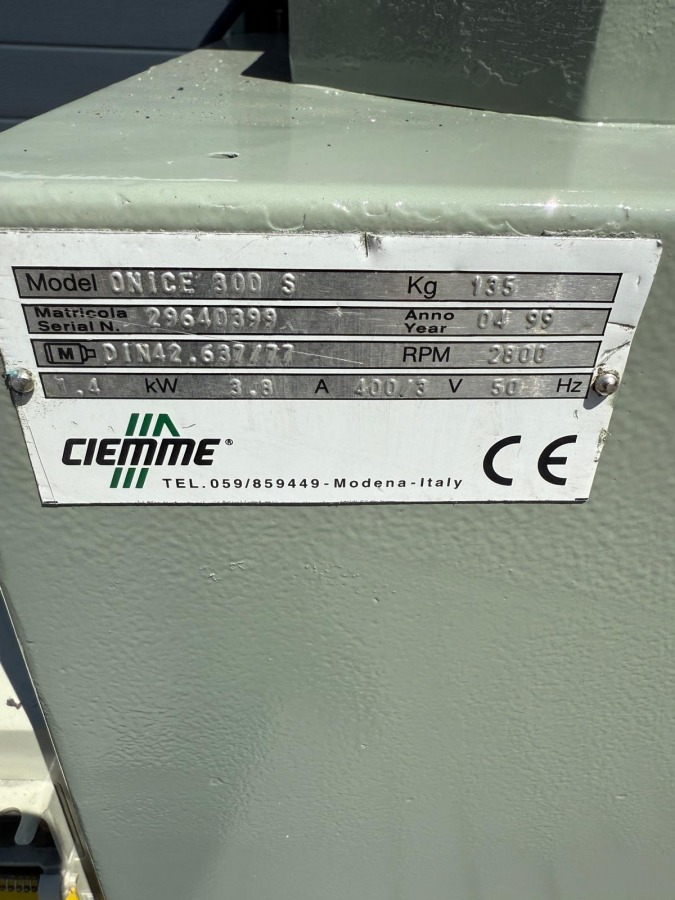 Model ONICE 300 S Kg 135
Matricola Anno
Serial N. 29640399 Year 04 99
M DIN42.637/77 RPM 2800
1.4 kW 3.8 A 400/3 V 50 Hz
CIEMME®
TEL.059/859449-Modena-Italy
CE